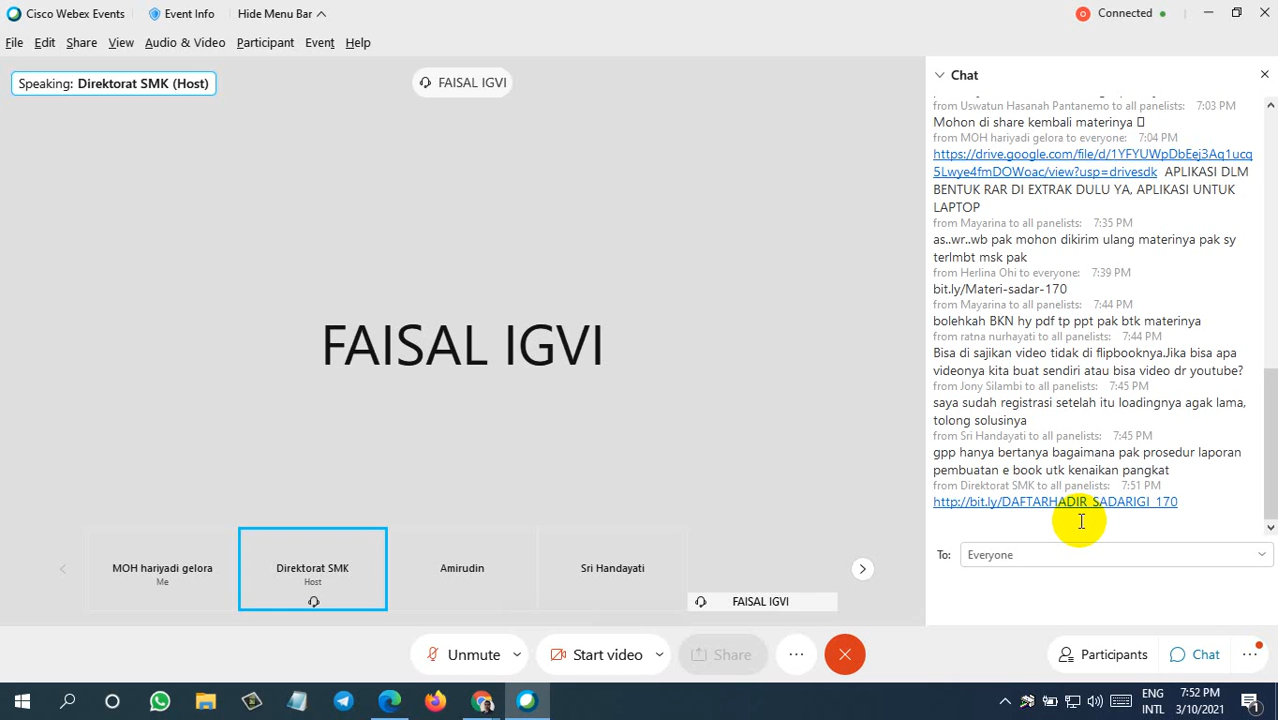 Cisco Webex Events
Event Info
Hide Menu Bar
Connected
File Edit Share View Audio & Video Participant Event Help
Speaking: Direktorat SMK (Host)
FAISAL IGVI
FAISAL IGVI
MOH hariyadi gelora
Me
Direktorat SMK
Host
Amirudin
Sri Handayati
FAISAL IGVI
Chat
from Uswatun Hasanah Pantanemo to all panelists: 7:03 PM
Mohon di share kembali materinya
from MOH hariyadi gelora to everyone: 7:04 PM
https://drive.google.com/file/d/1YFYUWpDbEej3Aq1ucq
5Lwye4fmDOWoac/view?usp=drivesdk APLIKASI DLM
BENTUK RAR DI EXTRAK DULU YA, APLIKASI UNTUK
LAPTOP
from Mayarina to all panelists: 7:35 PM
as..wr..wb pak mohon dikirim ulang materinya pak sy
terlmbt msk pak
from Herlina Ohi to everyone: 7:39 PM
bit.ly/Materi-sadar-170
from Mayarina to all panelists: 7:44 PM
bolehkah BKN hy pdf tp ppt pak btk materinya
from ratna nurhayati to all panelists: 7:44 PM
Bisa di sajikan video tidak di flipbooknya.Jika bisa apa
videonya kita buat sendiri atau bisa video dr youtube?
from Jony Silambi to all panelists: 7:45 PM
saya sudah registrasi setelah itu loadingnya agak lama,
tolong solusinya
from Sri Handayati to all panelists: 7:45 PM
gpp hanya bertanya bagaimana pak prosedur laporan
pembuatan e book utk kenaikan pangkat
from Direktorat SMK to all panelists: 7:51 PM
http://bit.ly/DAFTARHADIR_SADARIGI_170
To: Everyone
Unmute
Start video
Share
Participants
Chat
ENG
INTL
7:52 PM
3/10/2021
1